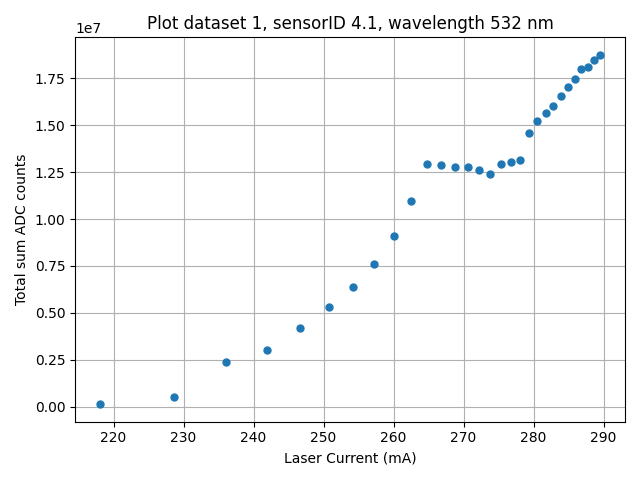 Plot dataset 1, sensorID 4.1, wavelength 532 nm
1e7
1.75
1.50
1.25
1.00
0.75
0.50
0.25
0.00
Total sum ADC counts
220 230 240 250 260 270 280 290
Laser Current (mA)